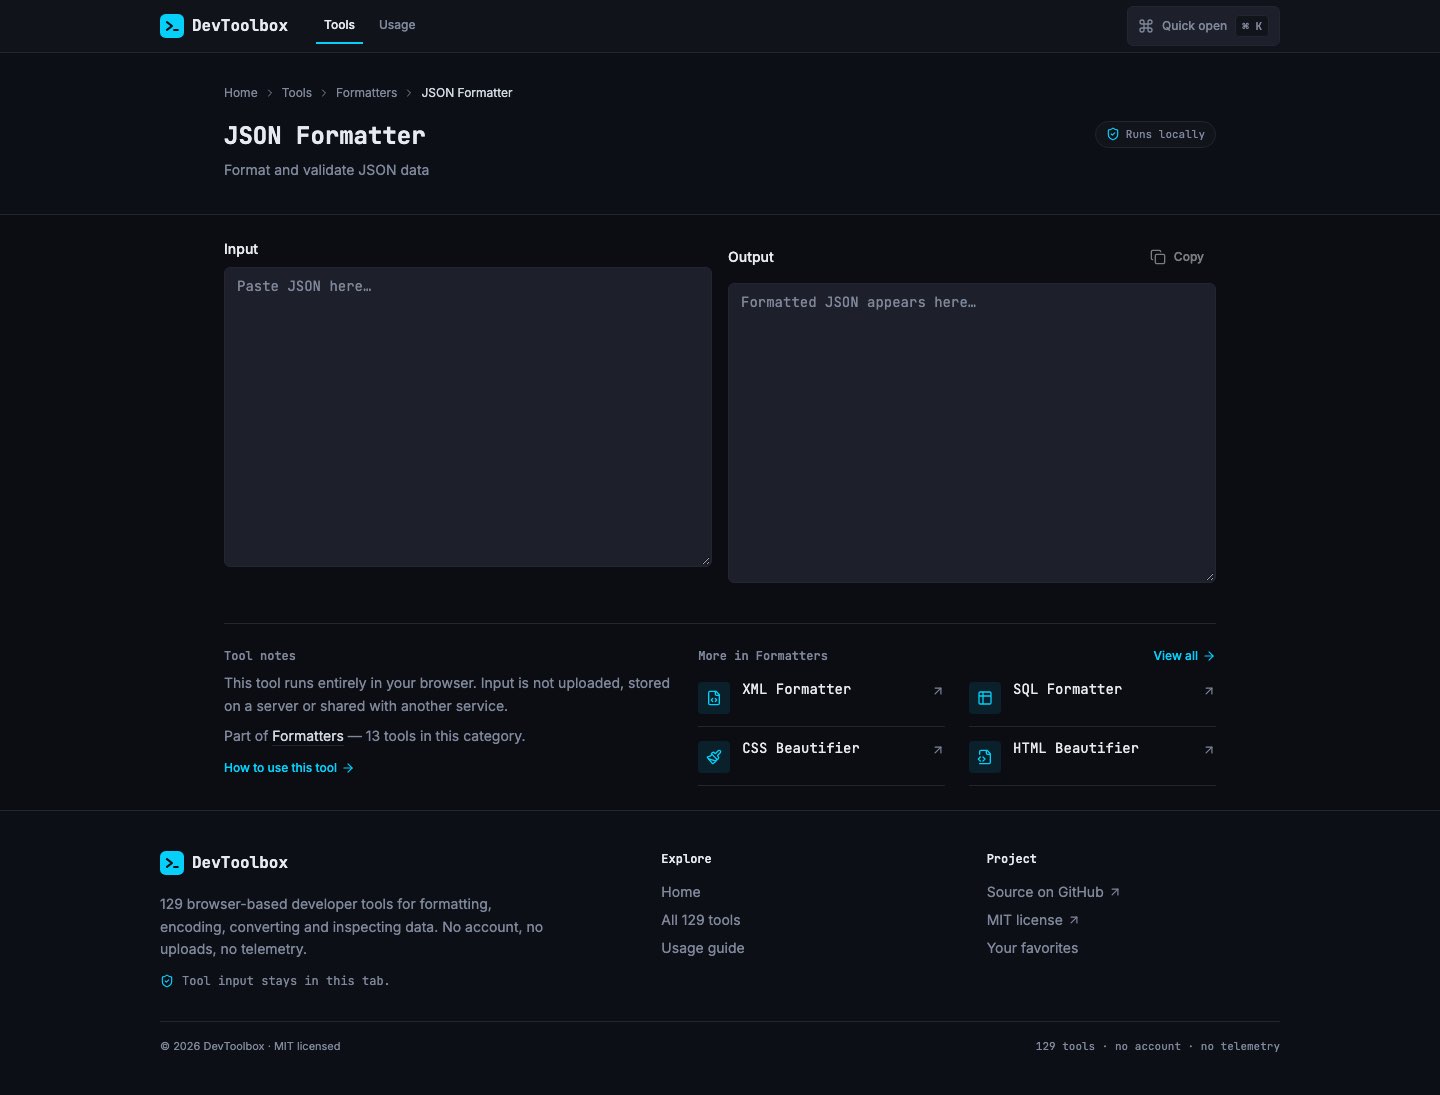 DevToolbox
Tools
Usage
Quick open
⌘ K
Home
Tools
Formatters
JSON Formatter
JSON Formatter
Runs locally
Format and validate JSON data
Input
Paste JSON here…
Output
Copy
Formatted JSON appears here…
Tool notes
This tool runs entirely in your browser. Input is not uploaded, stored
on a server or shared with another service.
Part of Formatters — 13 tools in this category.
How to use this tool →
More in Formatters
View all →
XML Formatter
SQL Formatter
CSS Beautifier
HTML Beautifier
DevToolbox
129 browser-based developer tools for formatting,
encoding, converting and inspecting data. No account, no
uploads, no telemetry.
Tool input stays in this tab.
Explore
Home
All 129 tools
Usage guide
Project
Source on GitHub
MIT license
Your favorites
© 2026 DevToolbox · MIT licensed
129 tools · no account · no telemetry